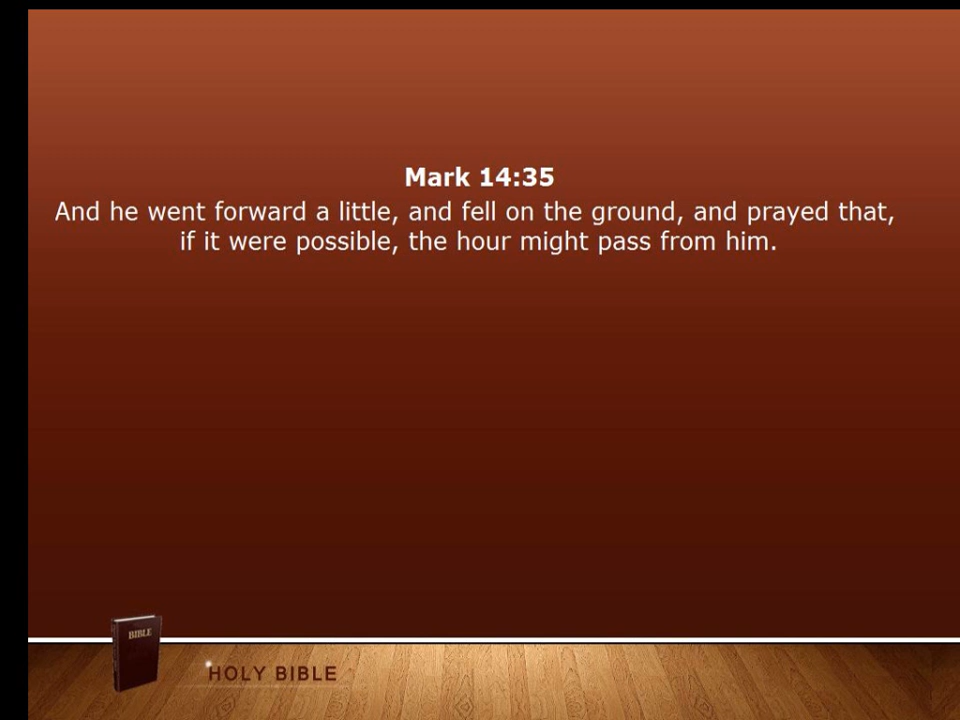 Mark 14:35
And he went forward a little, and fell on the ground, and prayed that,
if it were possible, the hour might pass from him.
BIBLE
HOLY BIBLE